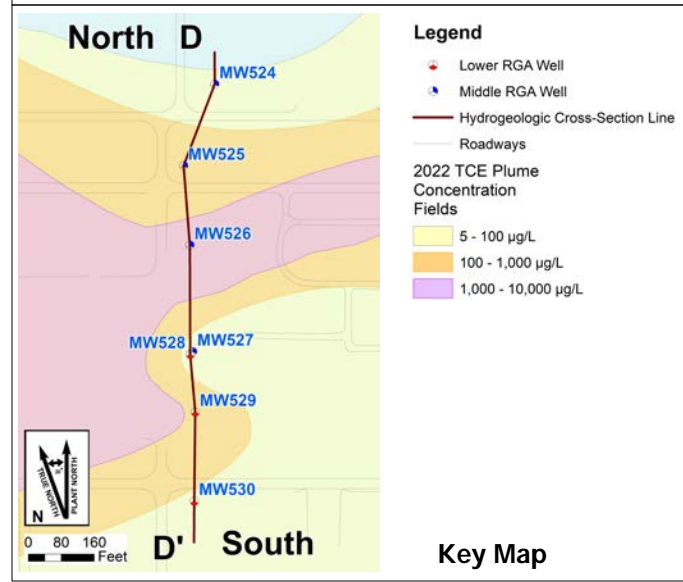 North D
MW524
MW525
MW526
MW528
MW527
MW529
MW530
TRUE NORTH
PLANT NORTH
N
0 80 160
Feet
D' South
Legend
Lower RGA Well
Middle RGA Well
Hydrogeologic Cross-Section Line
Roadways
2022 TCE Plume
Concentration
Fields
5 - 100 µg/L
100 - 1,000 µg/L
1,000 - 10,000 µg/L
Key Map